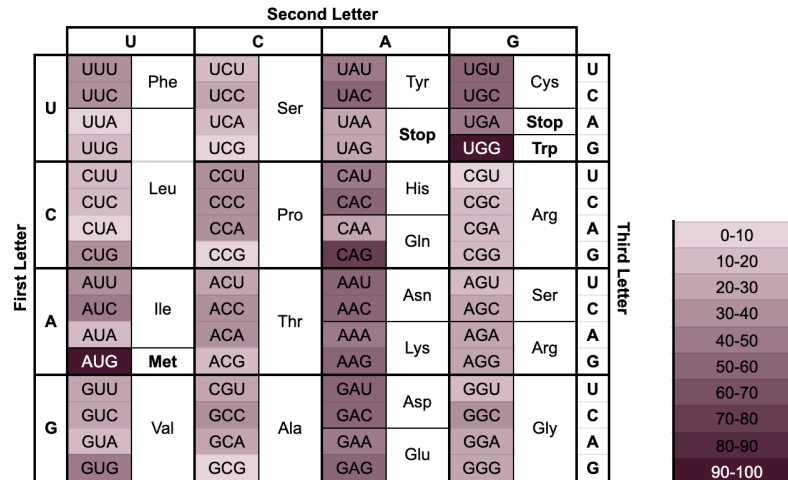 Second Letter
U C A G
UUU Phe UCU Ser UAU Tyr UGU Cys U
UUC UCC UAC UGC C
U UUA Leu UCA UAA Stop UGA Stop A
UUG UCG UAG UGG Trp G
CUU CCU Pro CAU His CGU Arg U
CUC CCC CAC CGC C
C CUA CCA CAA Gln CGA A
CUG CCG CAG CGG G
AUU Ile ACU Thr AAU Asn AGU Ser U
AUC ACC AAC AGC C
A AUA ACA AAA Lys AGA Arg A
AUG Met ACG AAG AGG G
GUU Val CGU Ala GAU Asp GGU Gly U
GUC GCC GAC GGC C
G GUA GCA GAA Glu GGA A
GUG GCG GAG GGG G
First Letter
Third Letter
0-10
10-20
20-30
30-40
40-50
50-60
60-70
70-80
80-90
90-100